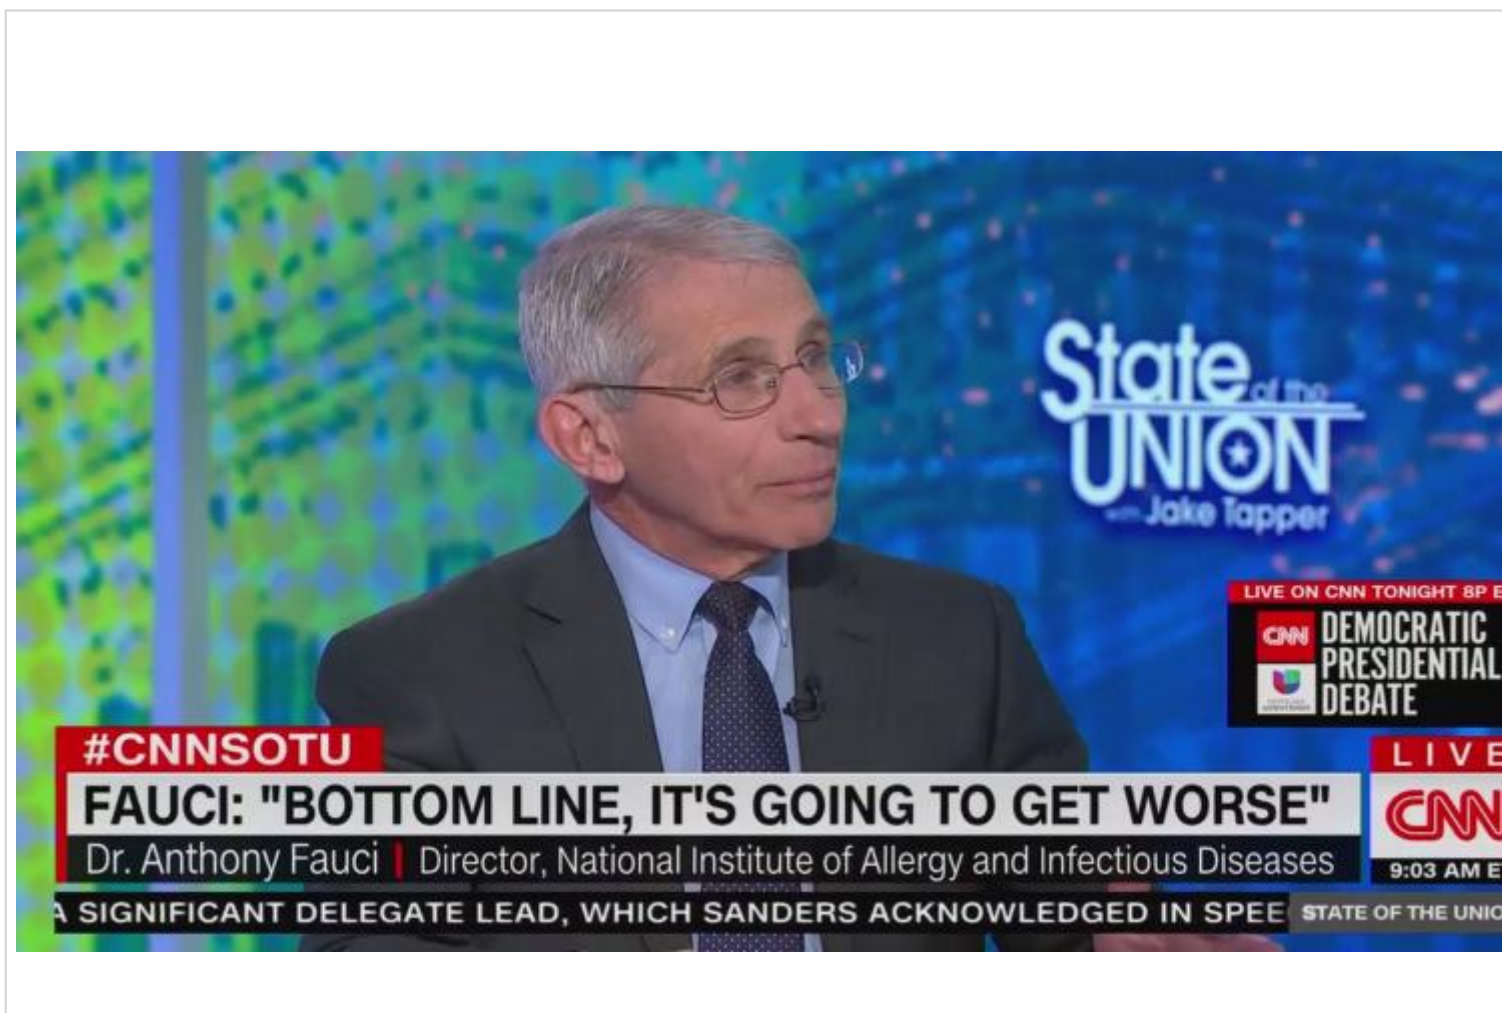 State of the
UNION
with Jake Tapper
LIVE ON CNN TONIGHT 8P E
CNN
DEMOCRATIC
PRESIDENTIAL
DEBATE
#CNNSOTU
FAUCI: "BOTTOM LINE, IT'S GOING TO GET WORSE"
Dr. Anthony Fauci | Director, National Institute of Allergy and Infectious Diseases
LIVE
CNN
9:03 AM E
A SIGNIFICANT DELEGATE LEAD, WHICH SANDERS ACKNOWLEDGED IN SPEE
STATE OF THE UNIO